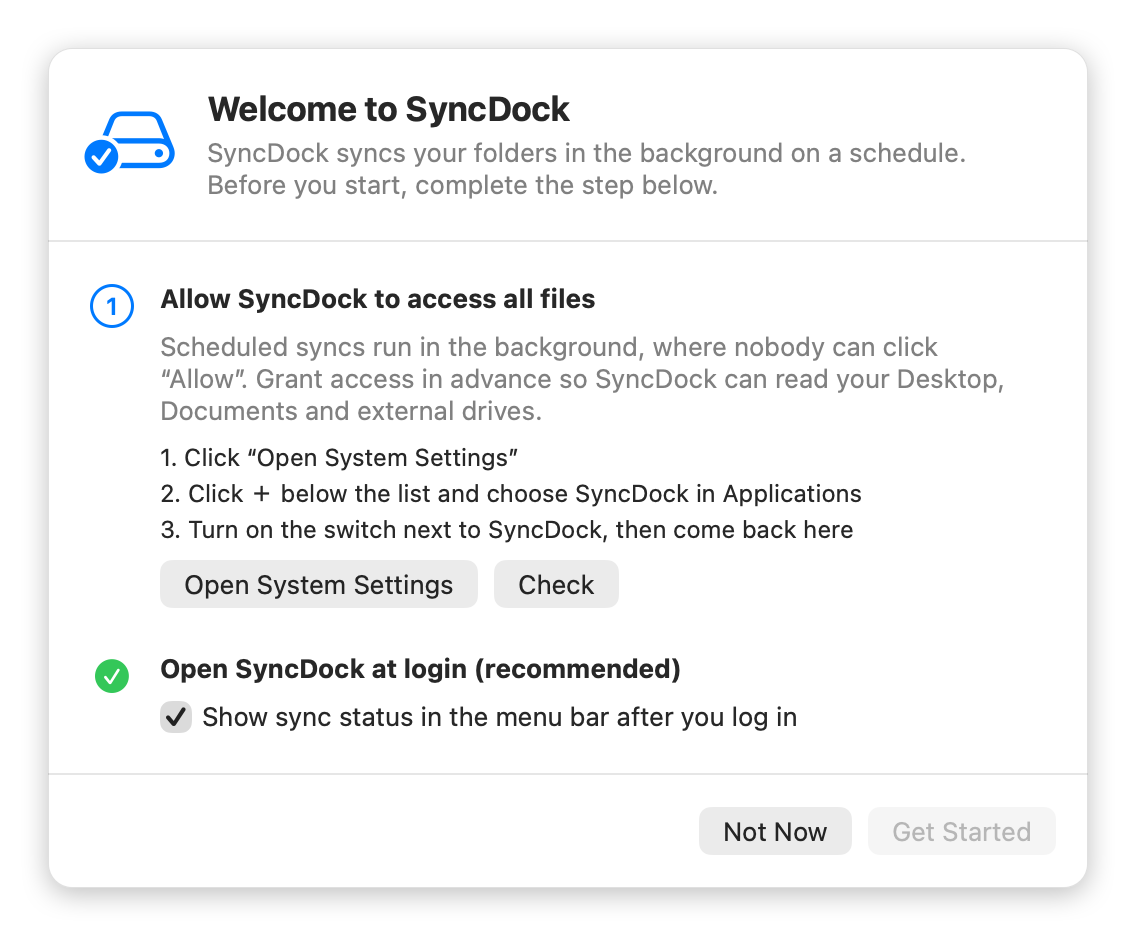 Welcome to SyncDock
SyncDock syncs your folders in the background on a schedule.
Before you start, complete the step below.
1
Allow SyncDock to access all files
Scheduled syncs run in the background, where nobody can click
“Allow”. Grant access in advance so SyncDock can read your Desktop,
Documents and external drives.
1. Click “Open System Settings”
2. Click + below the list and choose SyncDock in Applications
3. Turn on the switch next to SyncDock, then come back here
Open System Settings
Check
Open SyncDock at login (recommended)
Show sync status in the menu bar after you log in
Not Now
Get Started